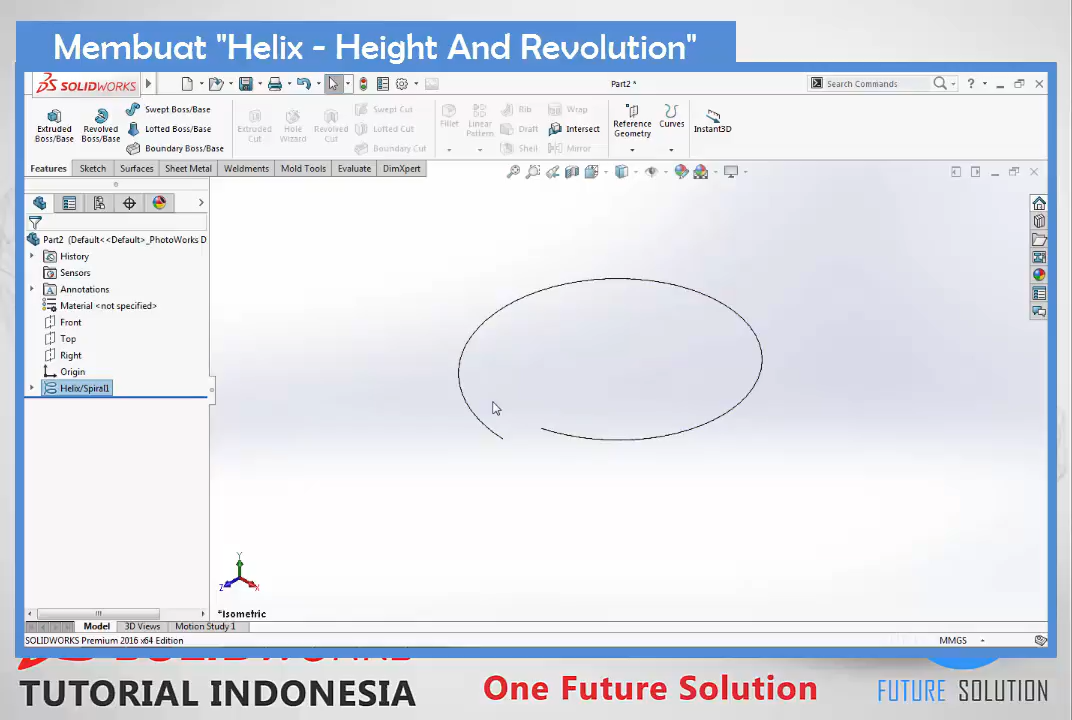 Membuat "Helix - Height And Revolution"
SOLIDWORKS
Part2 *
Search Commands
Extruded Boss/Base
Revolved Boss/Base
Swept Boss/Base
Lofted Boss/Base
Boundary Boss/Base
Extruded Cut
Hole Wizard
Revolved Cut
Swept Cut
Lofted Cut
Boundary Cut
Fillet
Linear Pattern
Rib
Draft
Shell
Wrap
Intersect
Mirror
Reference Geometry
Curves
Instant3D
Features Sketch Surfaces Sheet Metal Weldments Mold Tools Evaluate DimXpert
Part2 (Default<<Default>_PhotoWorks D
History
Sensors
Annotations
Material <not specified>
Front
Top
Right
Origin
Helix/Spiral1
Y
Z X
*Isometric
Model 3D Views Motion Study 1
SOLIDWORKS Premium 2016 x64 Edition
MMGS
TUTORIAL INDONESIA
One Future Solution
FUTURE SOLUTION